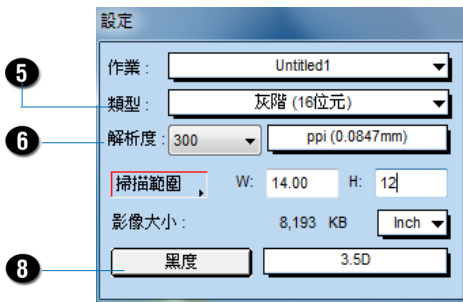 設定
作業 : Untitled1
5 類型 : 灰階 (16位元)
6 解析度 : 300 ppi (0.0847mm)
掃描範圍 W: 14.00 H: 12
影像大小 : 8,193 KB Inch
8 黑度 3.5D